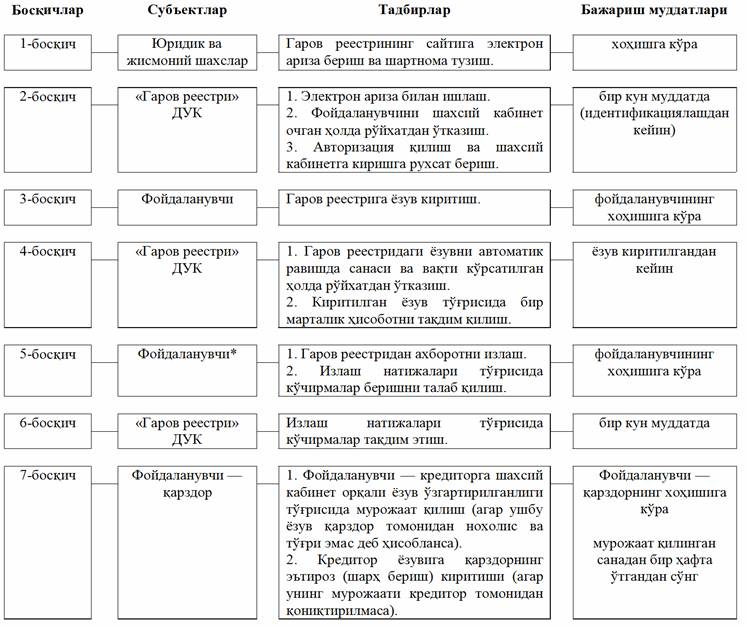 Босқичлар Субъектлар Тадбирлар Бажариш муддатлари
1-босқич
Юридик ва
жисмоний шахслар
Гаров реестрининг сайтига электрон
ариза бериш ва шартнома тузиш.
хоҳишга кўра
2-босқич
«Гаров реестри»
ДУК
1. Электрон ариза билан ишлаш.
2. Фойдаланувчини шахсий кабинет
очган ҳолда рўйхатдан ўтказиш.
3. Авторизация қилиш ва шахсий
кабинетга киришга рухсат бериш.
бир кун муддатда
(идентификациялашдан
кейин)
3-босқич
Фойдаланувчи
Гаров реестрига ёзув киритиш.
фойдаланувчининг
хоҳишига кўра
4-босқич
«Гаров реестри»
ДУК
1. Гаров реестридаги ёзувни автоматик
равишда санаси ва вақти кўрсатилган
ҳолда рўйхатдан ўтказиш.
2. Киритилган ёзув тўғрисида бир
марталик ҳисоботни тақдим қилиш.
ёзув киритилгандан
кейин
5-босқич
Фойдаланувчи*
1. Гаров реестридан ахборотни излаш.
2. Излаш натижалари тўғрисида
кўчирмалар беришни талаб қилиш.
фойдаланувчининг
хоҳишига кўра
6-босқич
«Гаров реестри»
ДУК
Излаш натижалари тўғрисида
кўчирмалар тақдим этиш.
бир кун муддатда
7-босқич
Фойдаланувчи —
қарздор
1. Фойдаланувчи — кредиторга шахсий
кабинет орқали ёзув ўзгартирилганлиги
тўғрисида мурожаат қилиш (агар ушбу
ёзув қарздор томонидан нохолис ва
тўғри эмас деб ҳисобланса).
2. Кредитор ёзувига қарздорнинг
эътироз (шарҳ бериш) киритиши (агар
унинг мурожаати кредитор томонидан
қониқтирилмаса).
Фойдаланувчи —
қарздорнинг хоҳишига
кўра
мурожаат қилинган
санадан бир ҳафта
ўтгандан сўнг